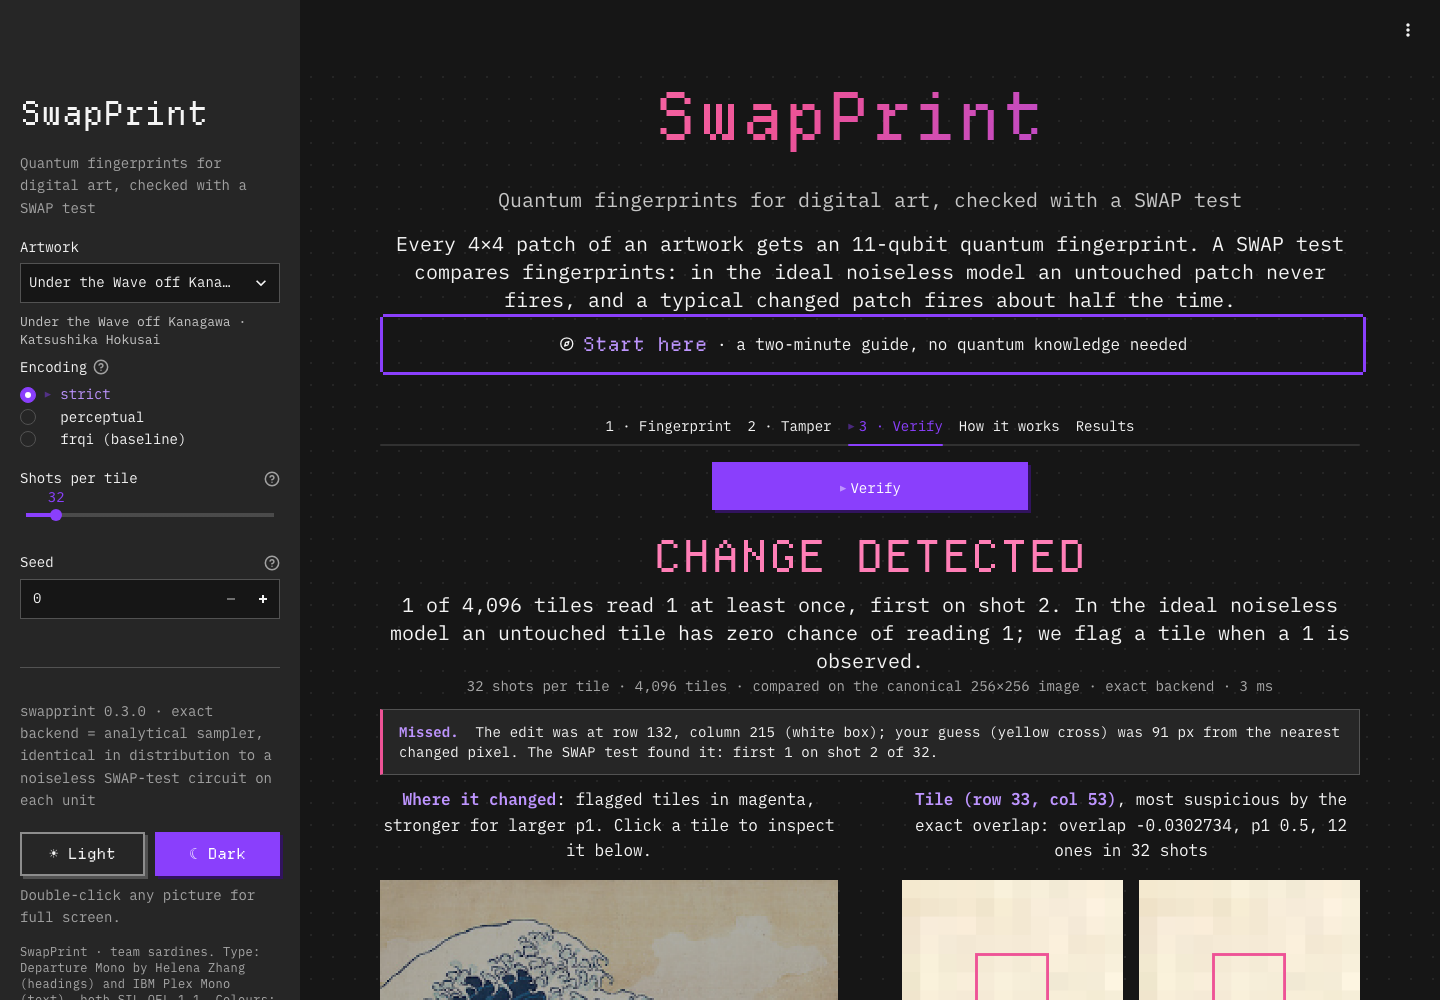 SwapPrint
Quantum fingerprints for
digital art, checked with a
SWAP test
Artwork
Under the Wave off Kana…
Under the Wave off Kanagawa ·
Katsushika Hokusai
Encoding
strict
perceptual
frqi (baseline)
Shots per tile
32
Seed
0
swapprint 0.3.0 · exact
backend = analytical sampler,
identical in distribution to a
noiseless SWAP-test circuit on
each unit
☀ Light
☾ Dark
Double-click any picture for
full screen.
SwapPrint · team sardines. Type:
Departure Mono by Helena Zhang
(headings) and IBM Plex Mono
(text), both SIL OFL 1.1. Colours:
SwapPrint
Quantum fingerprints for digital art, checked with a SWAP test
Every 4×4 patch of an artwork gets an 11-qubit quantum fingerprint. A SWAP test
compares fingerprints: in the ideal noiseless model an untouched patch never
fires, and a typical changed patch fires about half the time.
Start here · a two-minute guide, no quantum knowledge needed
1 · Fingerprint 2 · Tamper ▸ 3 · Verify How it works Results
▸ Verify
CHANGE DETECTED
1 of 4,096 tiles read 1 at least once, first on shot 2. In the ideal noiseless
model an untouched tile has zero chance of reading 1; we flag a tile when a 1 is
observed.
32 shots per tile · 4,096 tiles · compared on the canonical 256×256 image · exact backend · 3 ms
Missed. The edit was at row 132, column 215 (white box); your guess (yellow cross) was 91 px from the nearest
changed pixel. The SWAP test found it: first 1 on shot 2 of 32.
Where it changed: flagged tiles in magenta,
stronger for larger p1. Click a tile to inspect
it below.
Tile (row 33, col 53), most suspicious by the
exact overlap: overlap -0.0302734, p1 0.5, 12
ones in 32 shots